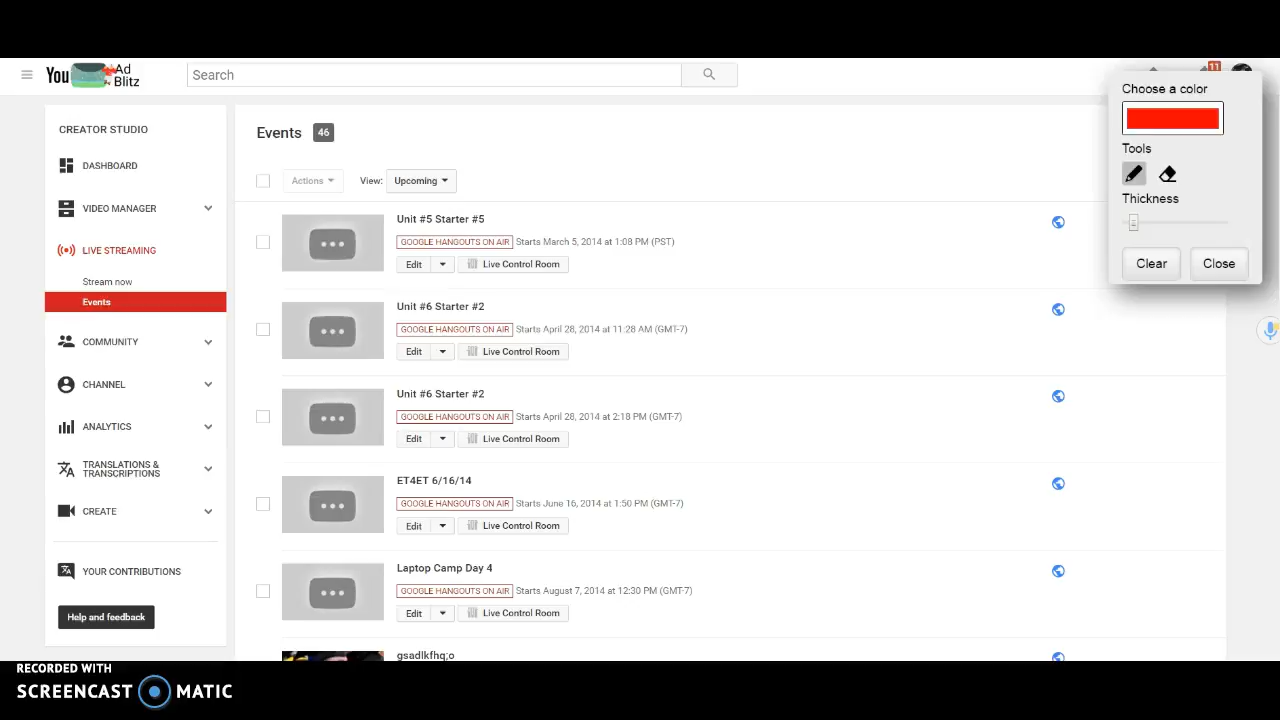 You Ad Blitz
Search
11
CREATOR STUDIO
DASHBOARD
VIDEO MANAGER
LIVE STREAMING
Stream now
Events
COMMUNITY
CHANNEL
ANALYTICS
TRANSLATIONS &
TRANSCRIPTIONS
CREATE
YOUR CONTRIBUTIONS
Help and feedback
Events 46
Actions View: Upcoming
Unit #5 Starter #5
GOOGLE HANGOUTS ON AIR Starts March 5, 2014 at 1:08 PM (PST)
Edit Live Control Room
Unit #6 Starter #2
GOOGLE HANGOUTS ON AIR Starts April 28, 2014 at 11:28 AM (GMT-7)
Edit Live Control Room
Unit #6 Starter #2
GOOGLE HANGOUTS ON AIR Starts April 28, 2014 at 2:18 PM (GMT-7)
Edit Live Control Room
ET4ET 6/16/14
GOOGLE HANGOUTS ON AIR Starts June 16, 2014 at 1:50 PM (GMT-7)
Edit Live Control Room
Laptop Camp Day 4
GOOGLE HANGOUTS ON AIR Starts August 7, 2014 at 12:30 PM (GMT-7)
Edit Live Control Room
gsadlkfhq;o
Choose a color
Tools
Thickness
Clear Close
RECORDED WITH
SCREENCAST MATIC